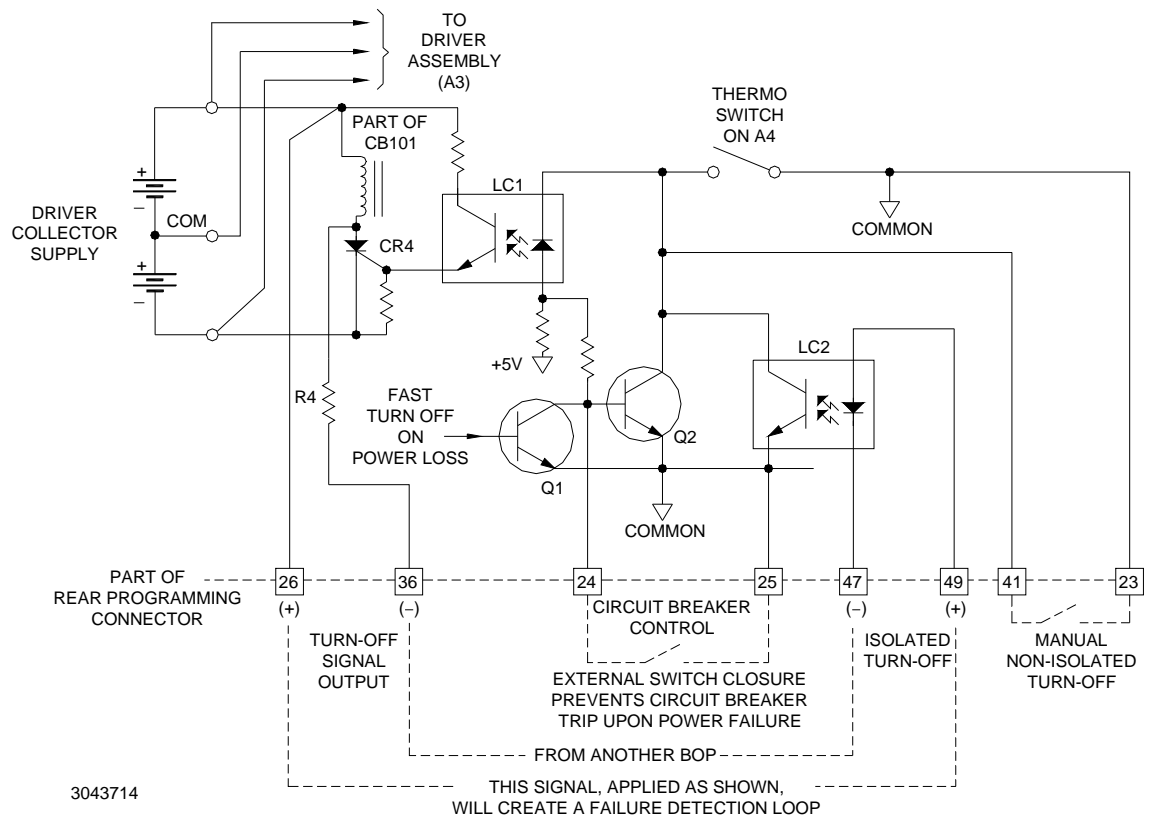 TO
DRIVER
ASSEMBLY
(A3)
THERMO
SWITCH
ON A4
PART OF
CB101
LC1
+
−
DRIVER
COLLECTOR
SUPPLY
COM
+
−
CR4
COMMON
+5V
LC2
R4
FAST
TURN OFF
ON
POWER LOSS
Q1
Q2
COMMON
PART OF
REAR PROGRAMMING
CONNECTOR
26
36
24
25
47
49
41
23
(+)
(−)
(−)
(+)
TURN-OFF
SIGNAL
OUTPUT
CIRCUIT BREAKER
CONTROL
EXTERNAL SWITCH CLOSURE
PREVENTS CIRCUIT BREAKER
TRIP UPON POWER FAILURE
ISOLATED
TURN-OFF
MANUAL
NON-ISOLATED
TURN-OFF
FROM ANOTHER BOP
THIS SIGNAL, APPLIED AS SHOWN,
WILL CREATE A FAILURE DETECTION LOOP
3043714